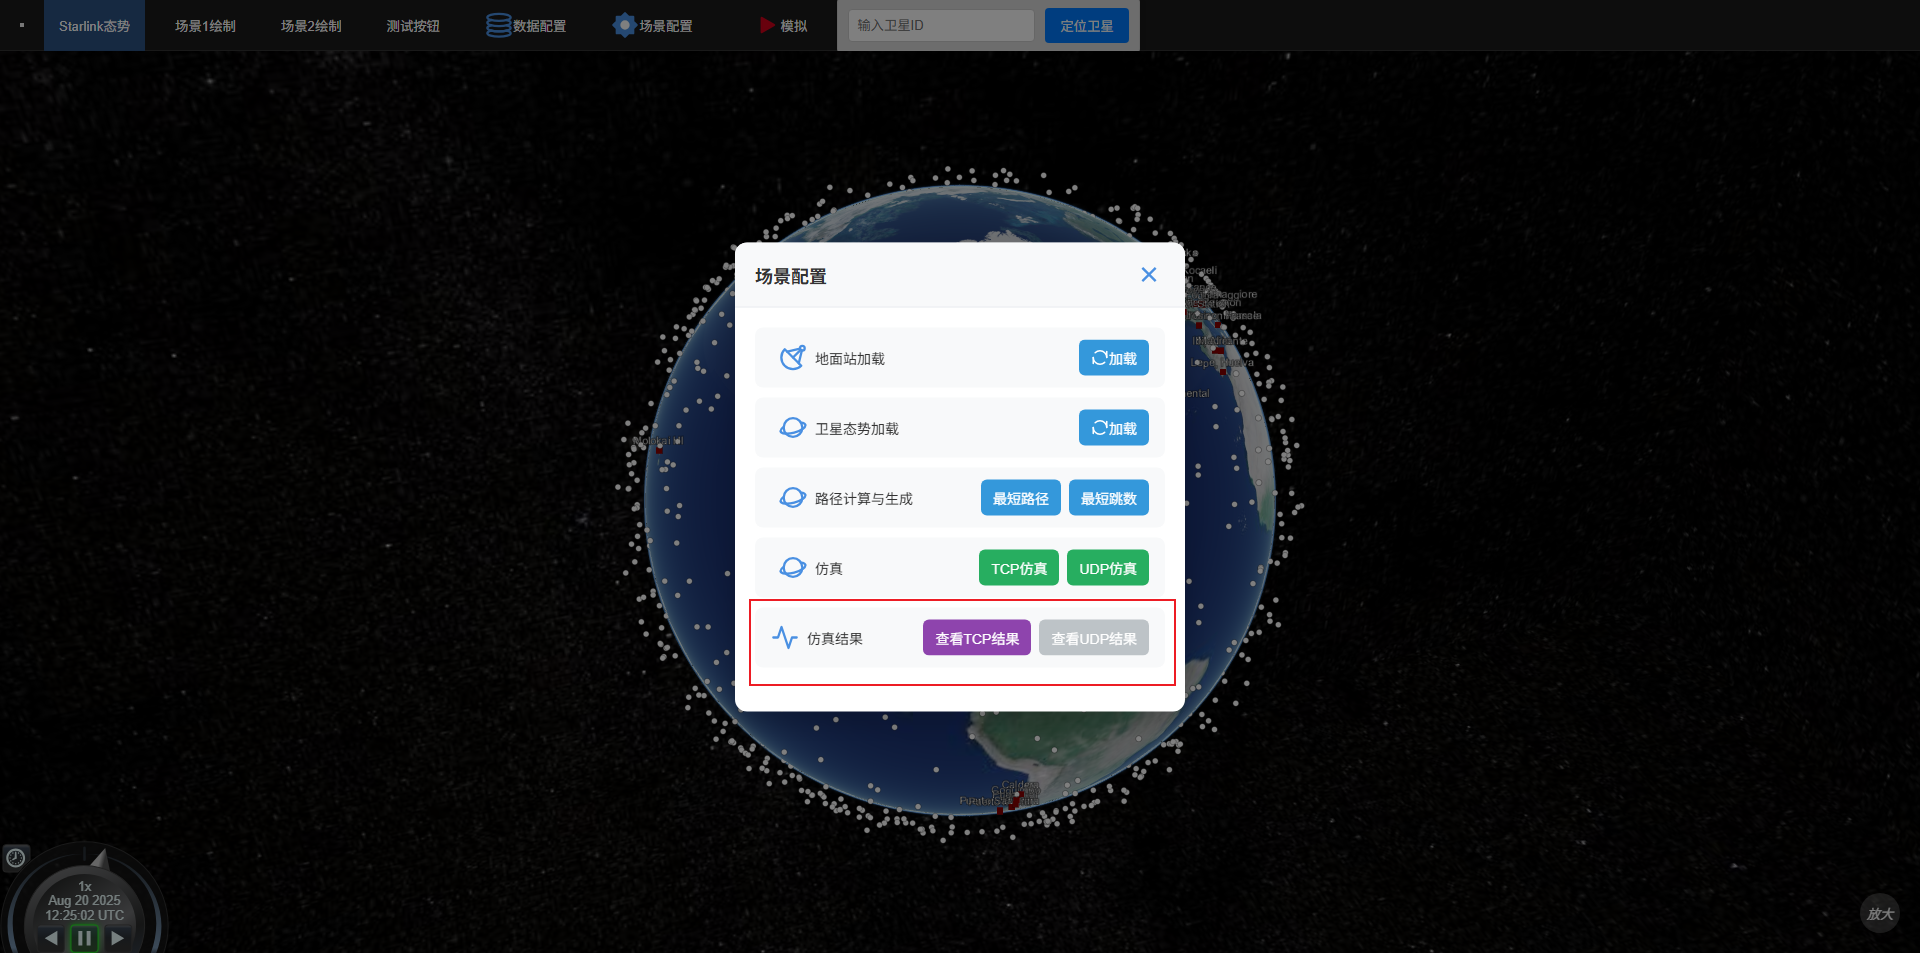 Starlink态势
场景1绘制
场景2绘制
测试按钮
数据配置
场景配置
模拟
输入卫星ID
定位卫星
场景配置
地面站加载
加载
卫星态势加载
加载
路径计算与生成
最短路径
最短跳数
仿真
TCP仿真
UDP仿真
仿真结果
查看TCP结果
查看UDP结果
Caldera
1x
Aug 20 2025
12:25:02 UTC
放大